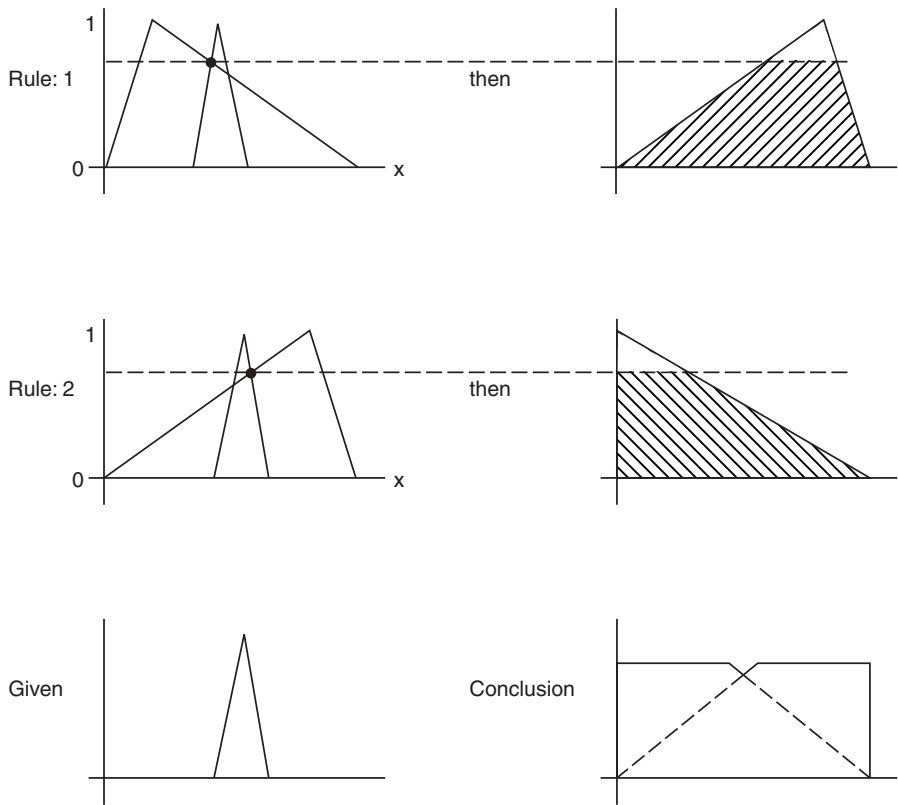 1
Rule: 1
then
0
x
1
Rule: 2
then
0
x
Given
Conclusion